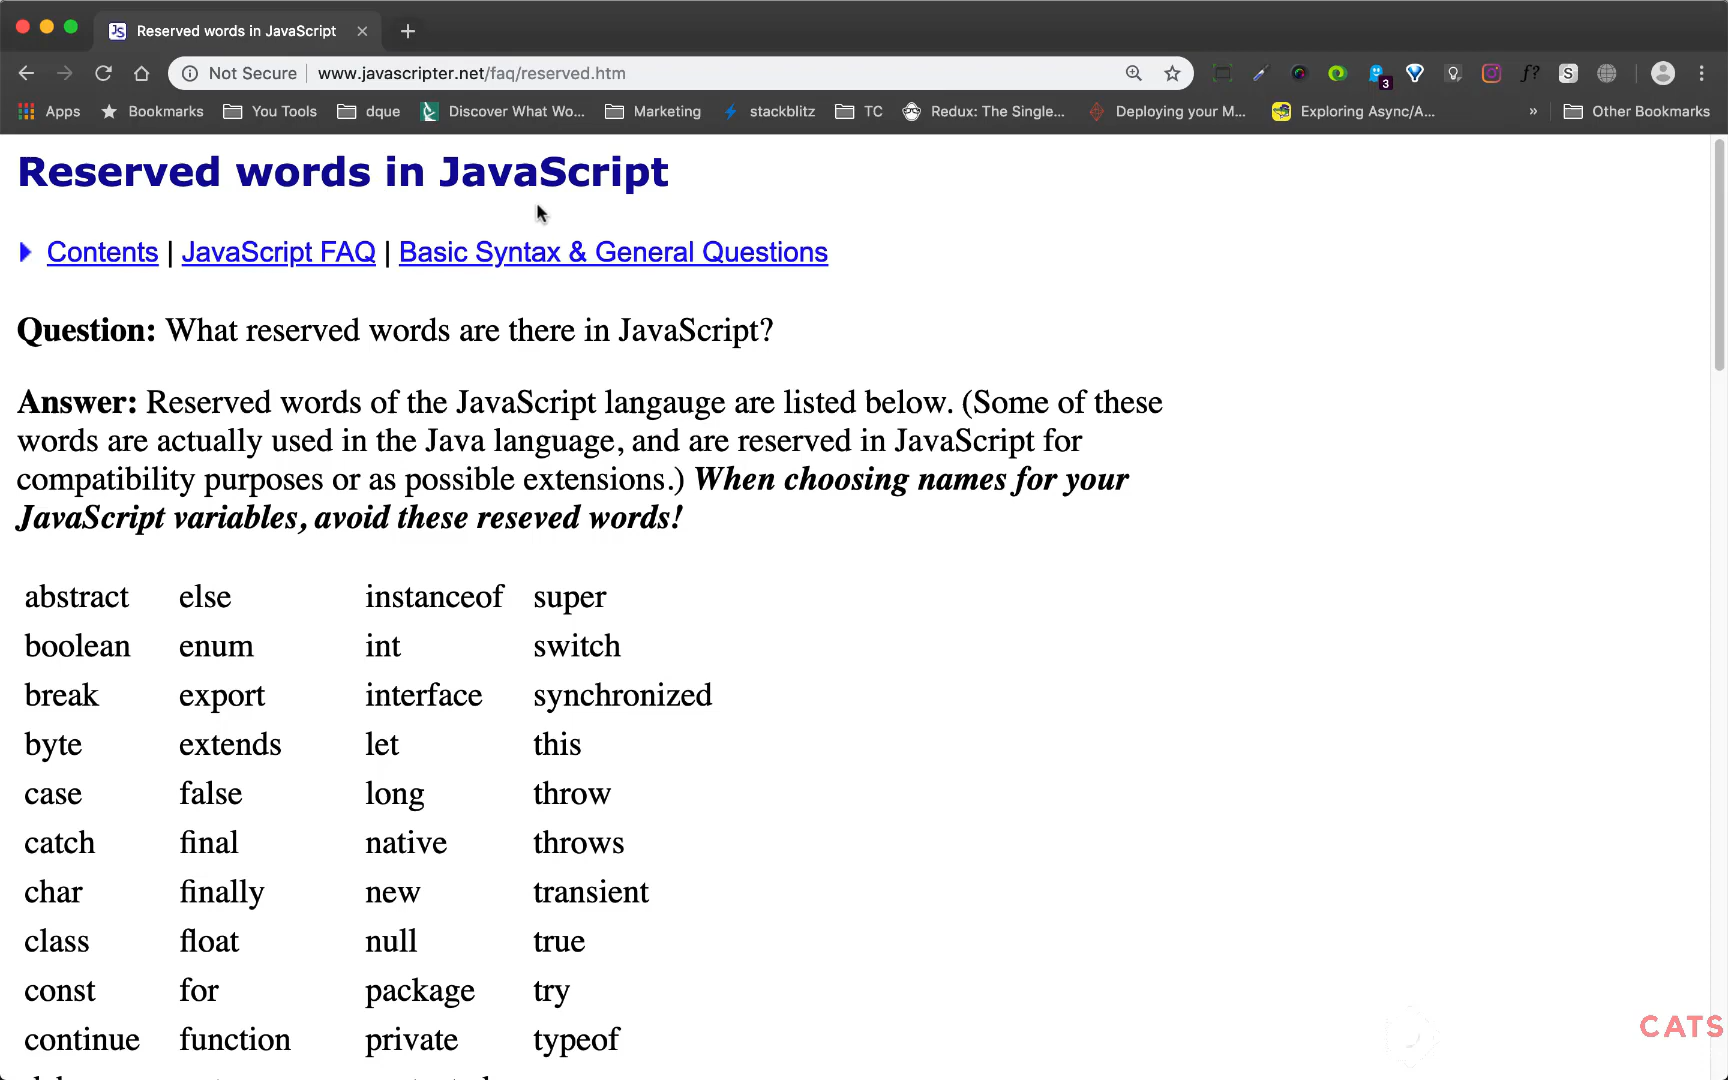 Reserved words in JavaScript
Not Secure www.javascripter.net/faq/reserved.htm
3
f?
S
Apps Bookmarks You Tools dque Discover What Wo... Marketing stackblitz TC Redux: The Single... Deploying your M... Exploring Async/A... » Other Bookmarks
Reserved words in JavaScript
Contents | JavaScript FAQ | Basic Syntax & General Questions
Question: What reserved words are there in JavaScript?
Answer: Reserved words of the JavaScript langauge are listed below. (Some of these
words are actually used in the Java language, and are reserved in JavaScript for
compatibility purposes or as possible extensions.) When choosing names for your
JavaScript variables, avoid these reseved words!
abstract else instanceof super
boolean enum int switch
break export interface synchronized
byte extends let this
case false long throw
catch final native throws
char finally new transient
class float null true
const for package try
continue function private typeof
CATS